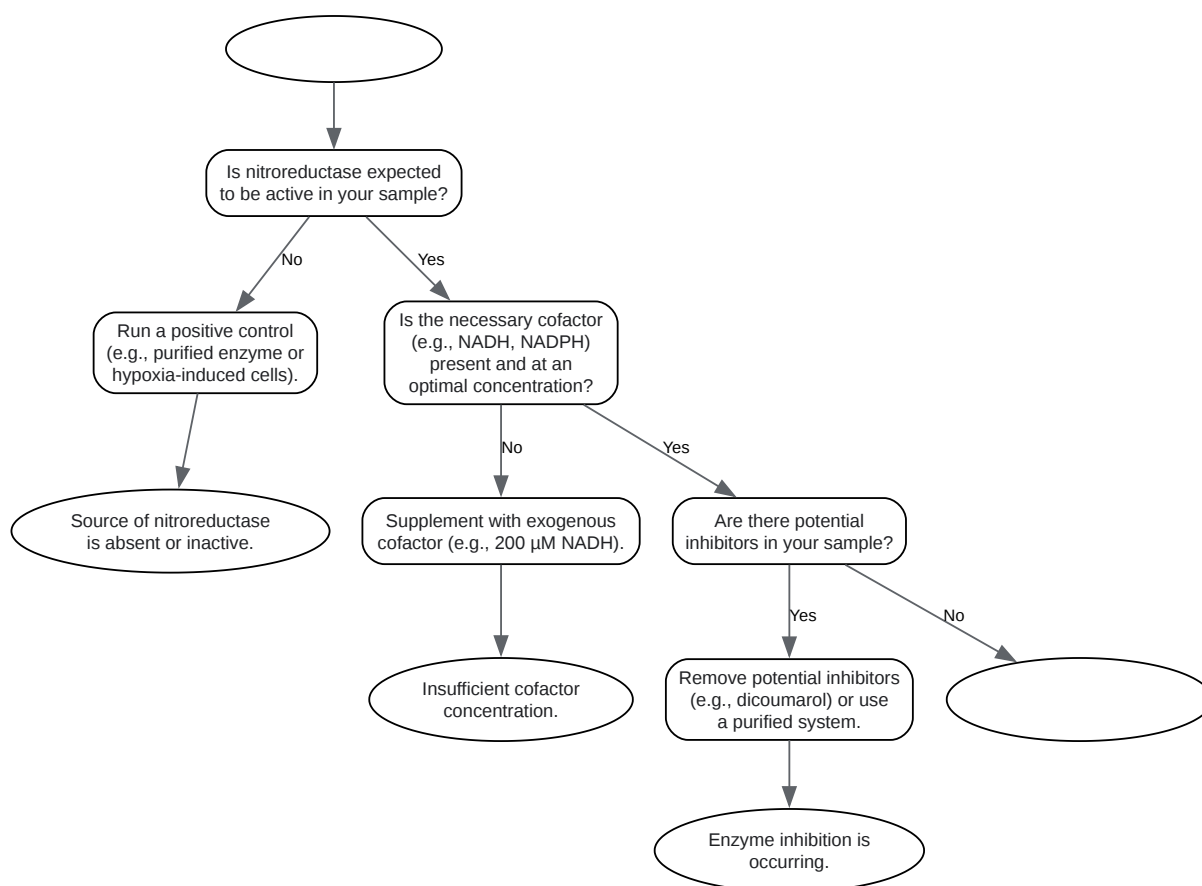 Is nitroreductase expected
to be active in your sample?
No
Yes
Run a positive control
(e.g., purified enzyme or
hypoxia-induced cells).
Is the necessary cofactor
(e.g., NADH, NADPH)
present and at an
optimal concentration?
No
Yes
Source of nitroreductase
is absent or inactive.
Supplement with exogenous
cofactor (e.g., 200 µM NADH).
Are there potential
inhibitors in your sample?
Yes
No
Insufficient cofactor
concentration.
Remove potential inhibitors
(e.g., dicoumarol) or use
a purified system.
Enzyme inhibition is
occurring.